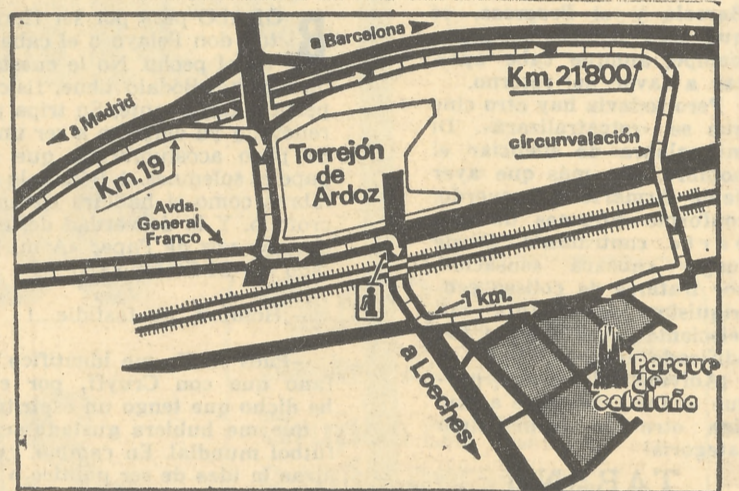 a Barcelona
a Madrid
Km. 21'800
Km.19
circunvalación
Torrejón
de
Ardoz
Avda.
General
Franco
1 km.
a Loeches
Parque
de
cataluña